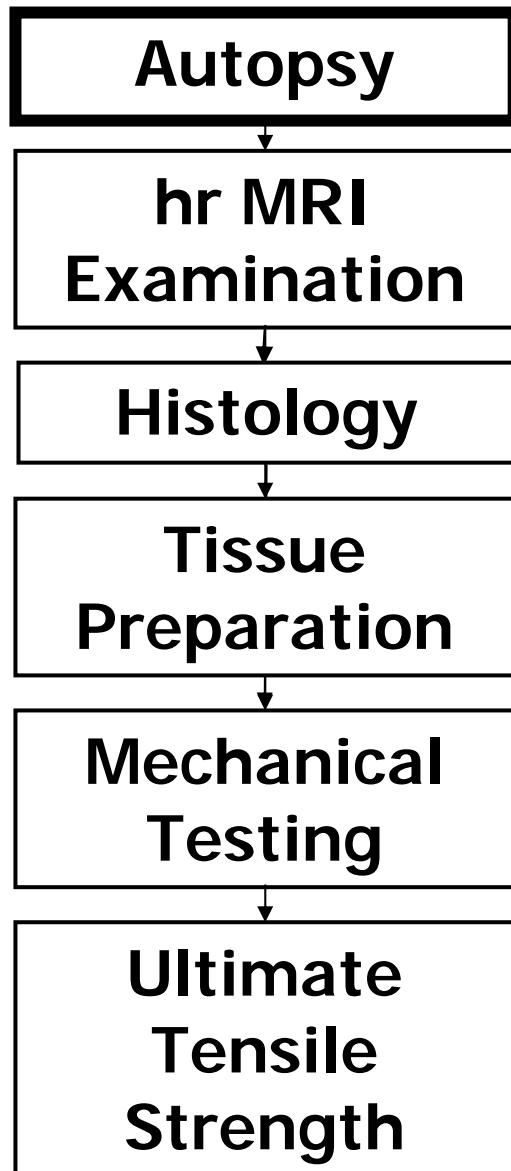 Autopsy
hr MRI
Examination
Histology
Tissue
Preparation
Mechanical
Testing
Ultimate
Tensile
Strength